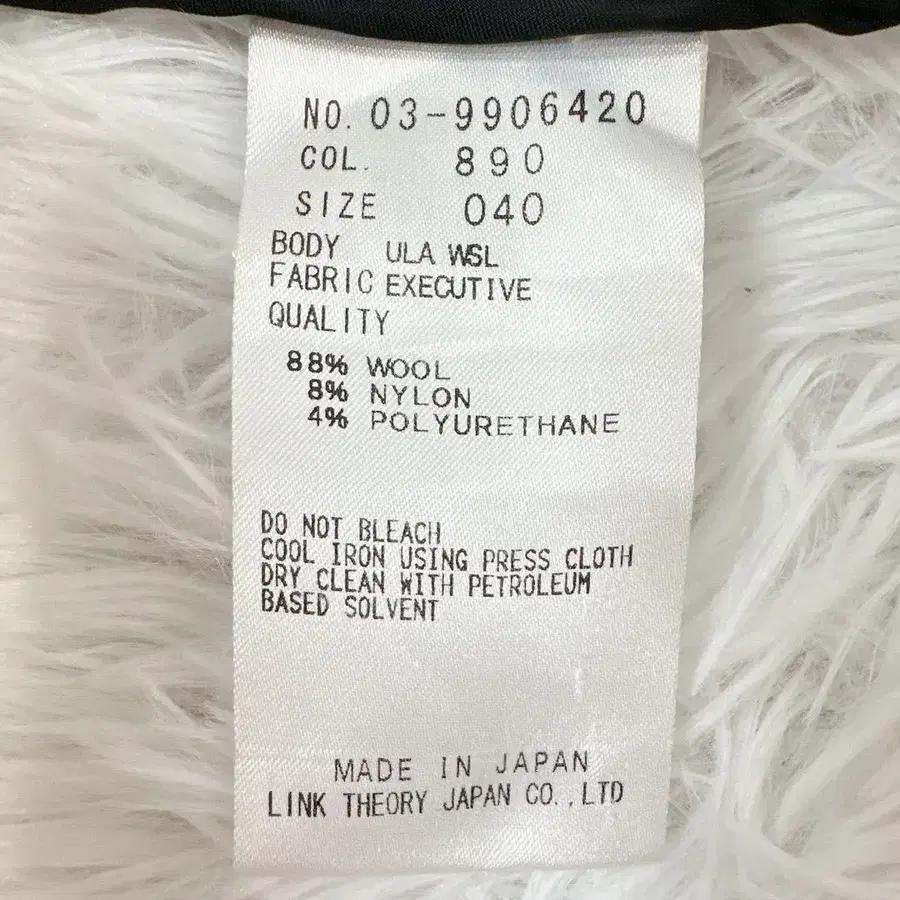 NO. 03-9906420
COL. 890
SIZE 040
BODY ULA WSL
FABRIC EXECUTIVE
QUALITY
88% WOOL
8% NYLON
4% POLYURETHANE
DO NOT BLEACH
COOL IRON USING PRESS CLOTH
DRY CLEAN WITH PETROLEUM
BASED SOLVENT
MADE IN JAPAN
LINK THEORY JAPAN CO.,LTD